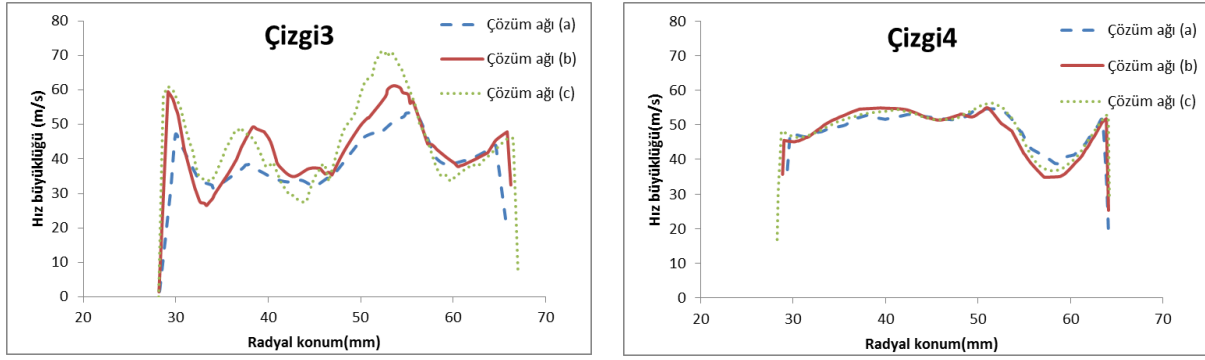 Çizgi3
Çözüm ağı (a)
Çözüm ağı (b)
Çözüm ağı (c)
Hız büyüklüğü (m/s)
80
70
60
50
40
30
20
10
0
20 30 40 50 60 70
Radyal konum(mm)
Çizgi4
Çözüm ağı (a)
Çözüm ağı (b)
Çözüm ağı (c)
Hız büyüklüğü(m/s)
80
70
60
50
40
30
20
10
0
20 30 40 50 60 70
Radyal konum(mm)